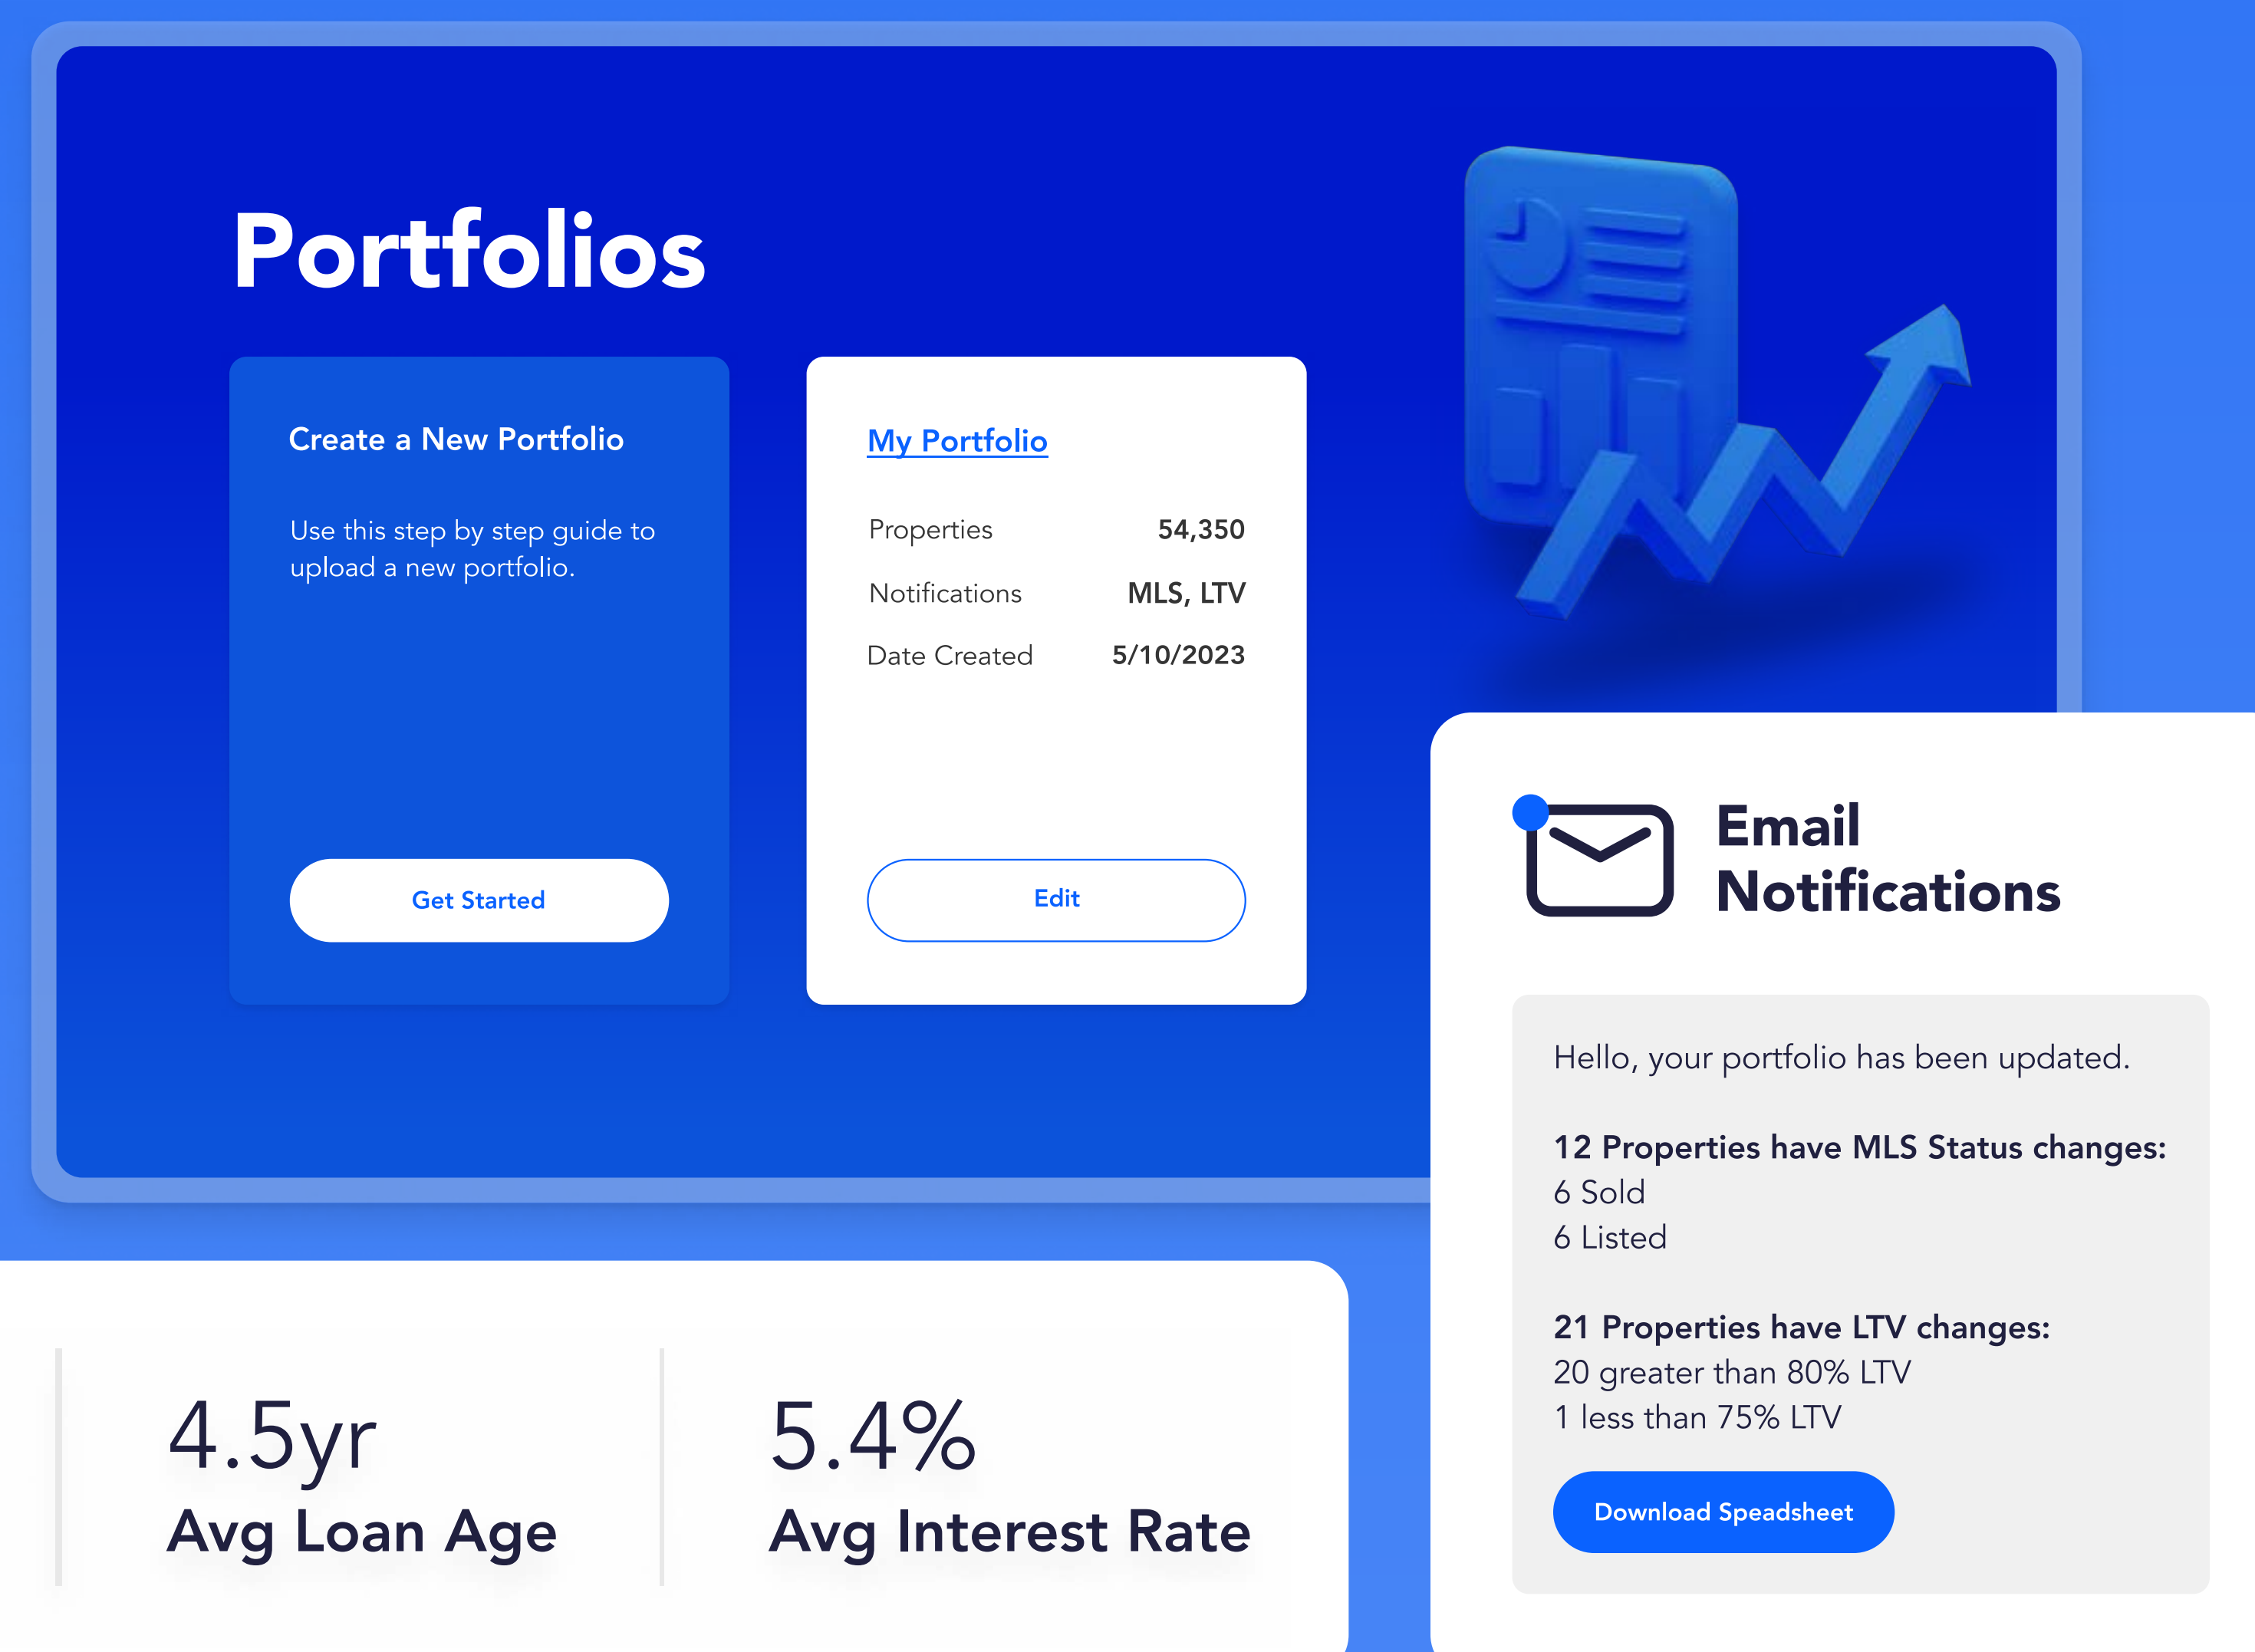 Portfolios
Create a New Portfolio
Use this step by step guide to
upload a new portfolio.
Get Started
My Portfolio
Properties 54,350
Notifications MLS, LTV
Date Created 5/10/2023
Edit
Email
Notifications
Hello, your portfolio has been updated.
12 Properties have MLS Status changes:
6 Sold
6 Listed
21 Properties have LTV changes:
20 greater than 80% LTV
1 less than 75% LTV
Download Speadsheet
4.5yr
Avg Loan Age
5.4%
Avg Interest Rate